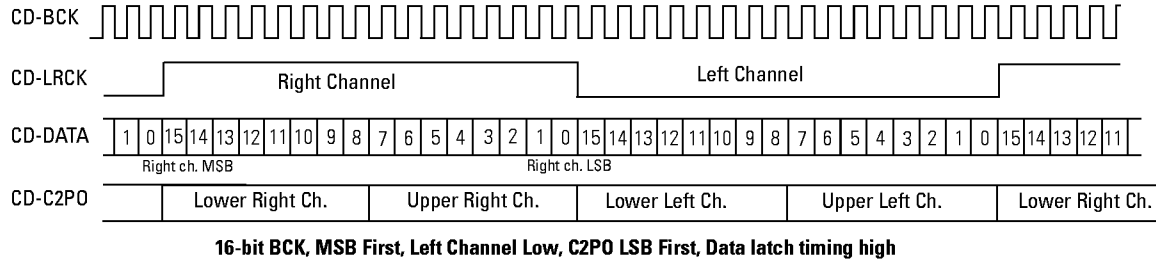 CD-BCK
CD-LRCK Right Channel Left Channel
CD-DATA 1 0 15 14 13 12 11 10 9 8 7 6 5 4 3 2 1 0 15 14 13 12 11 10 9 8 7 6 5 4 3 2 1 0 15 14 13 12 11
Right ch. MSB Right ch. LSB
CD-C2PO Lower Right Ch. Upper Right Ch. Lower Left Ch. Upper Left Ch. Lower Right Ch.
16-bit BCK, MSB First, Left Channel Low, C2PO LSB First, Data latch timing high